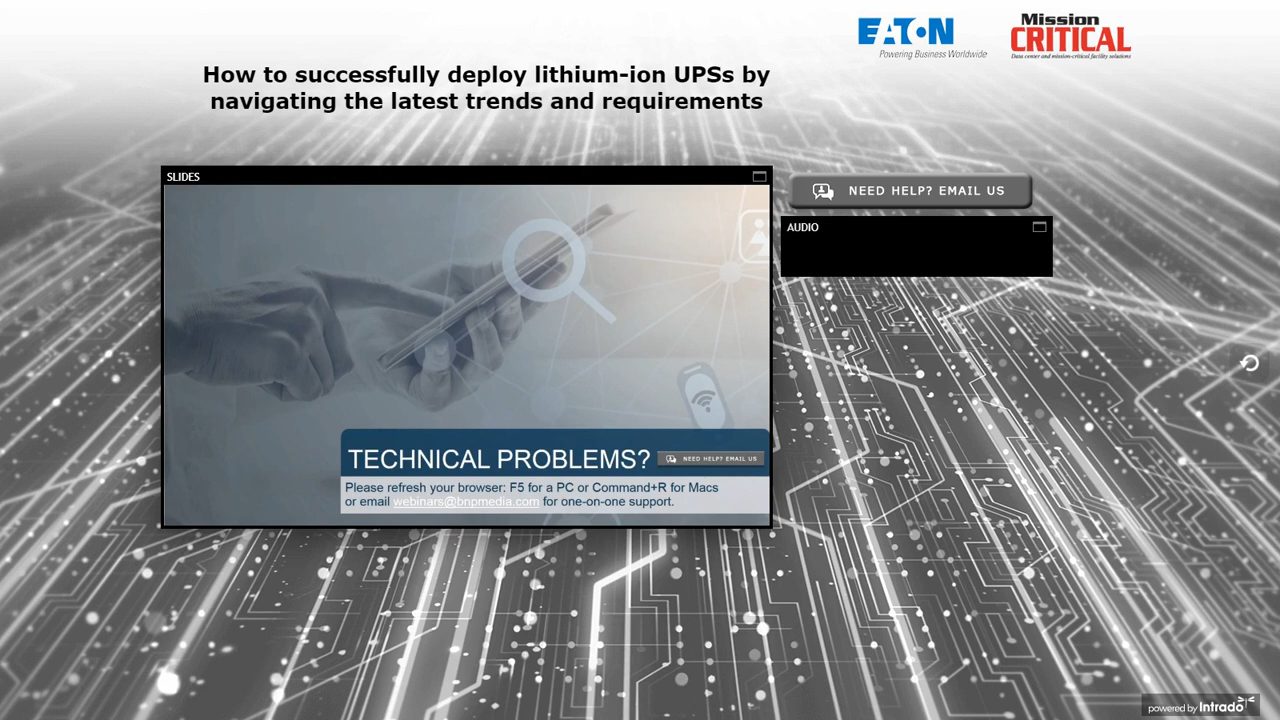 EATON
Powering Business Worldwide
Mission
CRITICAL
Data center and mission-critical facility solutions
How to successfully deploy lithium-ion UPSs by
navigating the latest trends and requirements
SLIDES
NEED HELP? EMAIL US
AUDIO
TECHNICAL PROBLEMS?
NEED HELP? EMAIL US
Please refresh your browser: F5 for a PC or Command+R for Macs
or email webinars@bnpmedia.com for one-on-one support.
powered by Intrado